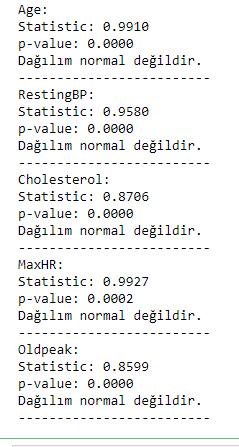 Age:
Statistic: 0.9910
p-value: 0.0000
Dağılım normal değildir.
-------------------------
RestingBP:
Statistic: 0.9580
p-value: 0.0000
Dağılım normal değildir.
-------------------------
Cholesterol:
Statistic: 0.8706
p-value: 0.0000
Dağılım normal değildir.
-------------------------
MaxHR:
Statistic: 0.9927
p-value: 0.0002
Dağılım normal değildir.
-------------------------
Oldpeak:
Statistic: 0.8599
p-value: 0.0000
Dağılım normal değildir.
-------------------------